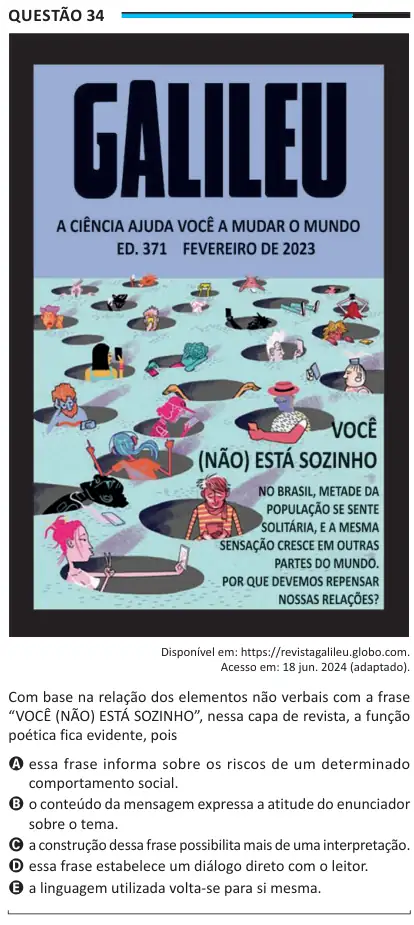 QUESTÃO 34
GALILEU
A CIÊNCIA AJUDA VOCÊ A MUDAR O MUNDO
ED. 371 FEVEREIRO DE 2023
VOCÊ
(NÃO) ESTÁ SOZINHO
NO BRASIL, METADE DA
POPULAÇÃO SE SENTE
SOLITÁRIA, E A MESMA
SENSAÇÃO CRESCE EM OUTRAS
PARTES DO MUNDO.
POR QUE DEVEMOS REPENSAR
NOSSAS RELAÇÕES?
Disponível em: https://revistagalileu.globo.com.
Acesso em: 18 jun. 2024 (adaptado).
Com base na relação dos elementos não verbais com a frase
“VOCÊ (NÃO) ESTÁ SOZINHO”, nessa capa de revista, a função
poética fica evidente, pois
A essa frase informa sobre os riscos de um determinado
comportamento social.
B o conteúdo da mensagem expressa a atitude do enunciador
sobre o tema.
C a construção dessa frase possibilita mais de uma interpretação.
D essa frase estabelece um diálogo direto com o leitor.
E a linguagem utilizada volta-se para si mesma.